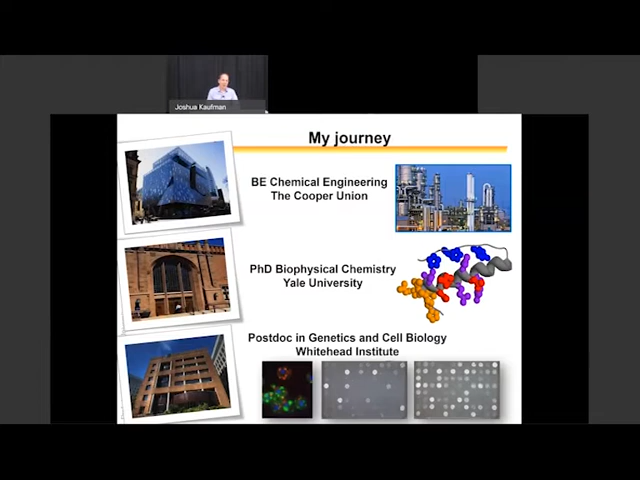 Joshua Kaufman
My journey
BE Chemical Engineering
The Cooper Union
PhD Biophysical Chemistry
Yale University
Postdoc in Genetics and Cell Biology
Whitehead Institute